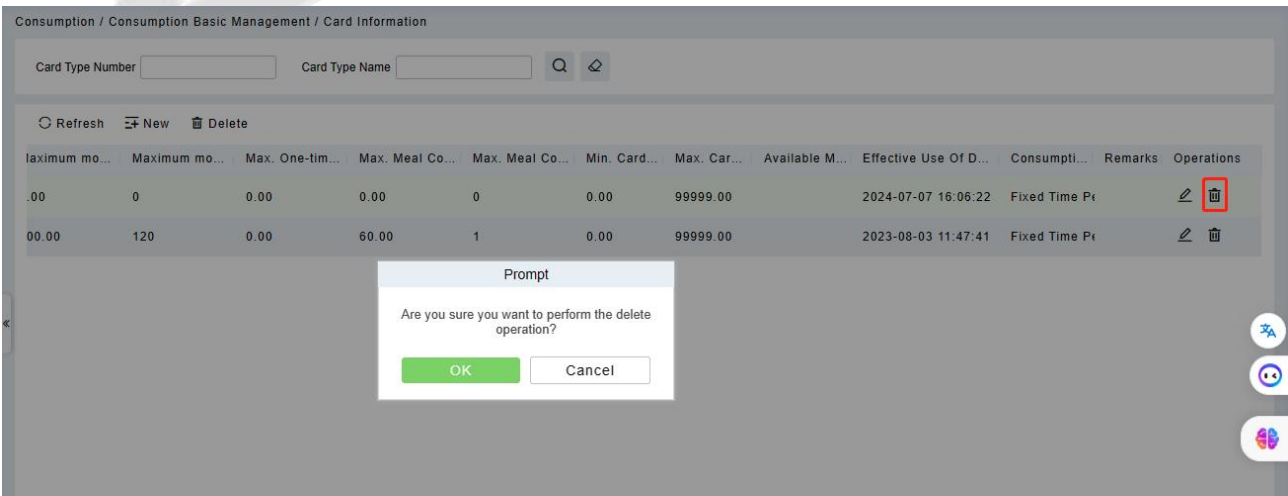 Consumption / Consumption Basic Management / Card Information
Card Type Number Card Type Name
Refresh New Delete
laximum mo... Maximum mo... Max. One-tim... Max. Meal Co... Max. Meal Co... Min. Card... Max. Car... Available M... Effective Use Of D... Consumpti... Remarks Operations
.00 0 0.00 0.00 0 0.00 99999.00 2024-07-07 16:06:22 Fixed Time Pe
00.00 120 0.00 60.00 1 0.00 99999.00 2023-08-03 11:47:41 Fixed Time Pe
Prompt
Are you sure you want to perform the delete
operation?
OK Cancel